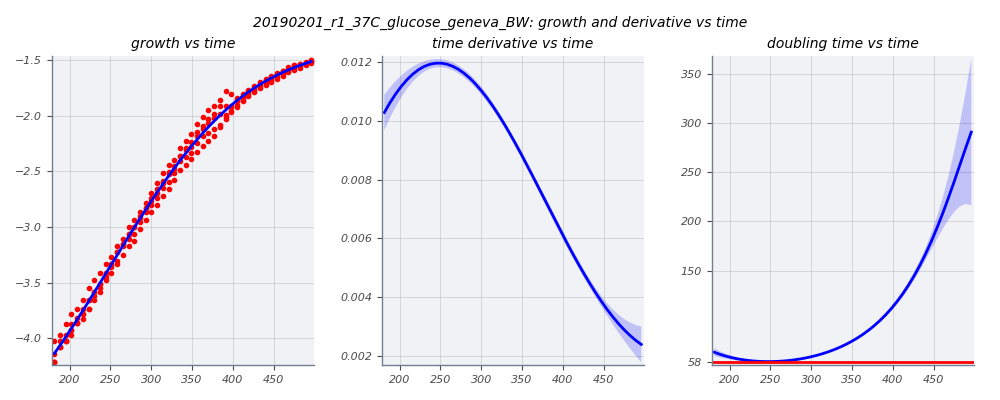 20190201_r1_37C_glucose_geneva_BW: growth and derivative vs time
growth vs time
time derivative vs time
doubling time vs time
−1.5
−2.0
−2.5
−3.0
−3.5
−4.0
200 250 300 350 400 450
0.012
0.010
0.008
0.006
0.004
0.002
200 250 300 350 400 450
350
300
250
200
150
58
200 250 300 350 400 450